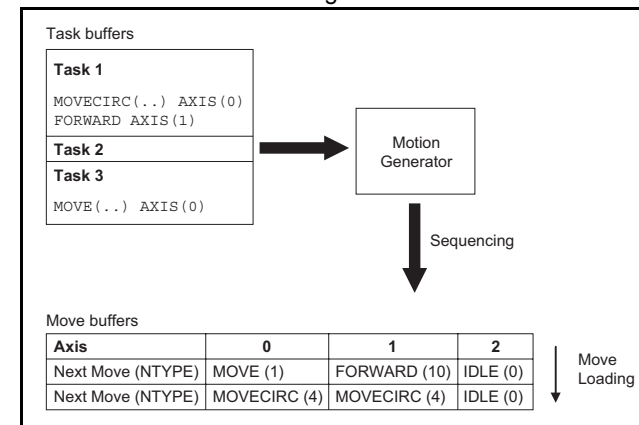 Task buffers
Task 1
MOVECIRC(..) AXIS(0)
FORWARD AXIS(1)
Task 2
Task 3
MOVE(..) AXIS(0)
Motion
Generator
Sequencing
Move buffers
Axis 0 1 2
Next Move (NTYPE) MOVE (1) FORWARD (10) IDLE (0)
Next Move (NTYPE) MOVECIRC (4) MOVECIRC (4) IDLE (0)
Move
Loading